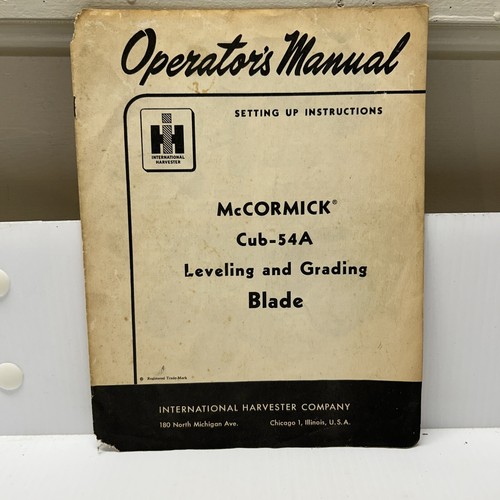 Operator's Manual
SETTING UP INSTRUCTIONS
IH
INTERNATIONAL
HARVESTER
McCORMICK®
Cub-54A
Leveling and Grading
Blade
® Registered Trade-Mark
INTERNATIONAL HARVESTER COMPANY
180 North Michigan Ave. Chicago 1, Illinois, U.S.A.